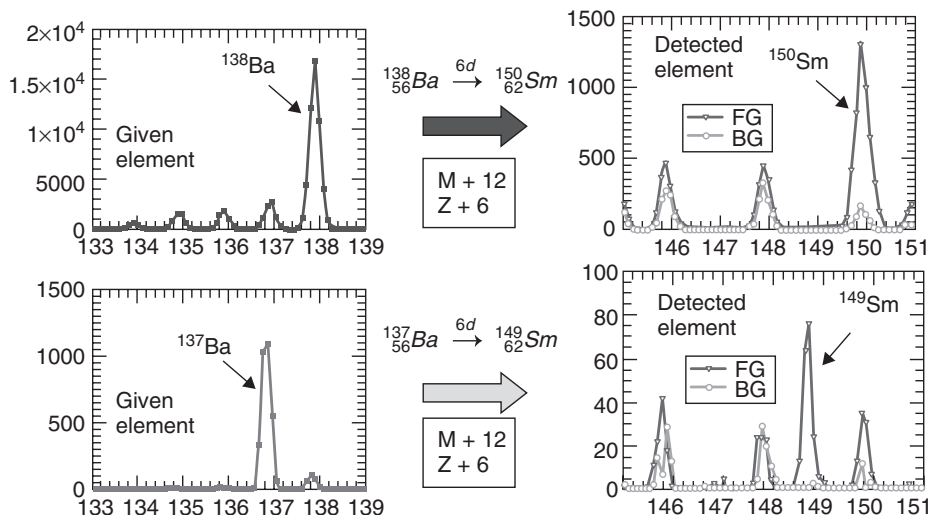 2×10⁴
1.5×10⁴
1×10⁴
5000
0
¹³⁸Ba
Given
element
133 134 135 136 137 138 139
¹³⁸₅₆Ba 6d → ¹⁵⁰₆₂Sm
M + 12
Z + 6
1500
1000
500
0
Detected
element
¹⁵⁰Sm
FG
BG
146 147 148 149 150 151
1500
1000
500
0
¹³⁷Ba
Given
element
133 134 135 136 137 138 139
¹³⁷₅₆Ba 6d → ¹⁴⁹₆₂Sm
M + 12
Z + 6
100
80
60
40
20
0
Detected
element
¹⁴⁹Sm
FG
BG
146 147 148 149 150 151